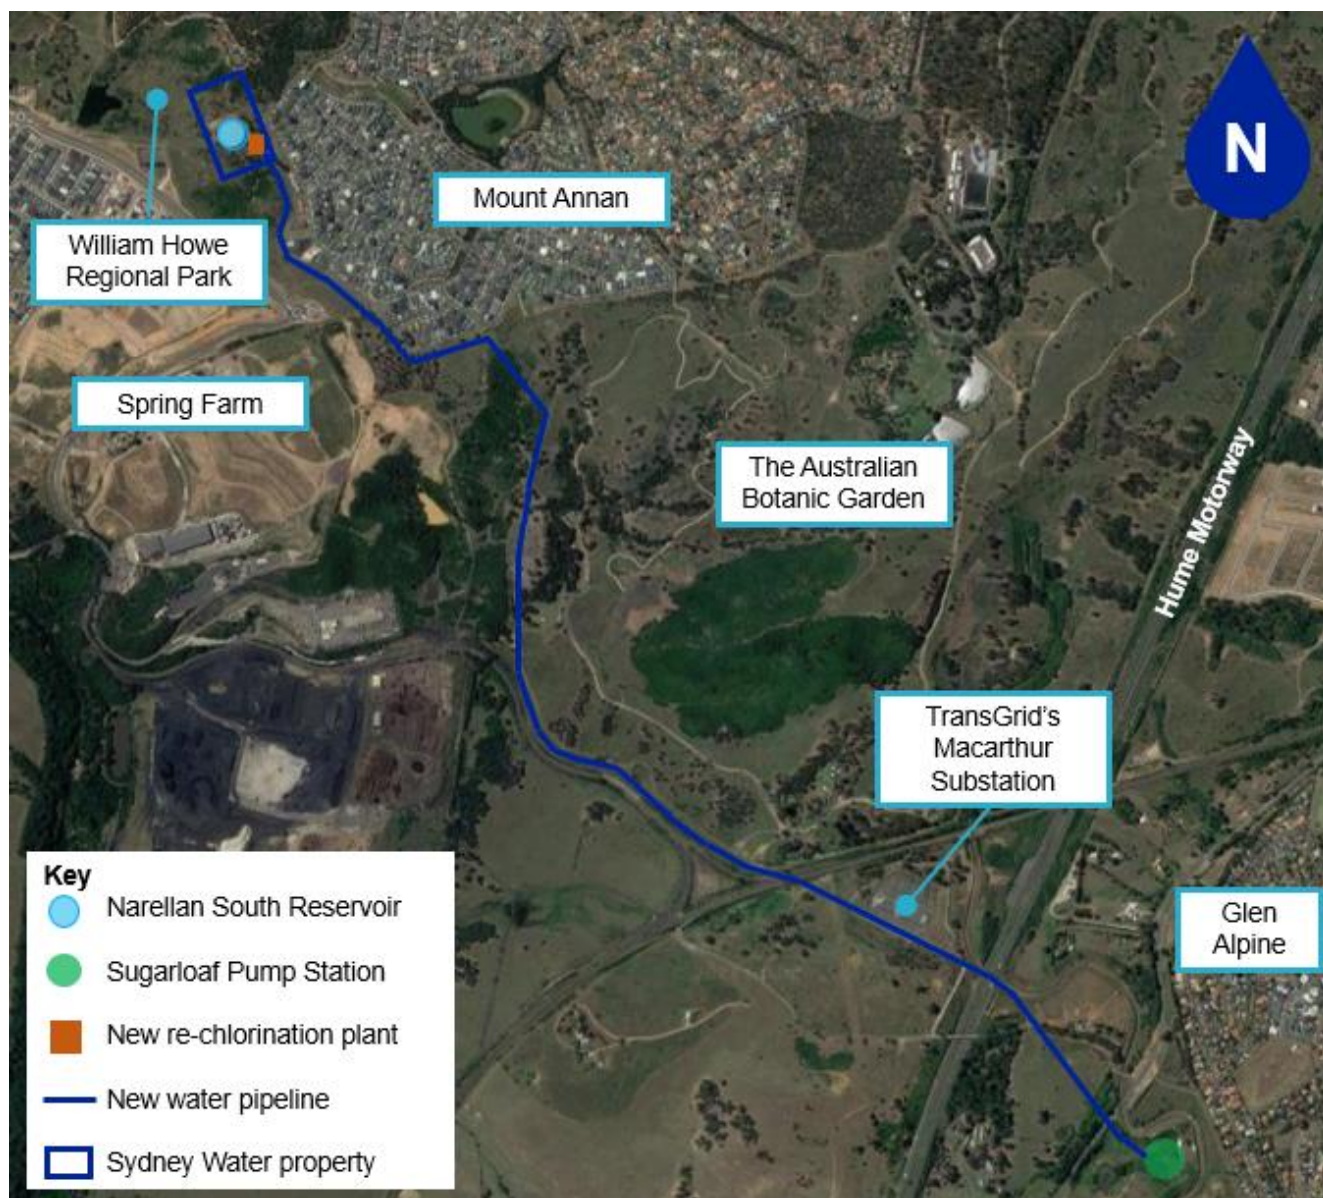 N
Mount Annan
William Howe
Regional Park
Spring Farm
The Australian
Botanic Garden
Hume Motorway
TransGrid's
Macarthur
Substation
Glen
Alpine
Key
Narellan South Reservoir
Sugarloaf Pump Station
New re-chlorination plant
New water pipeline
Sydney Water property